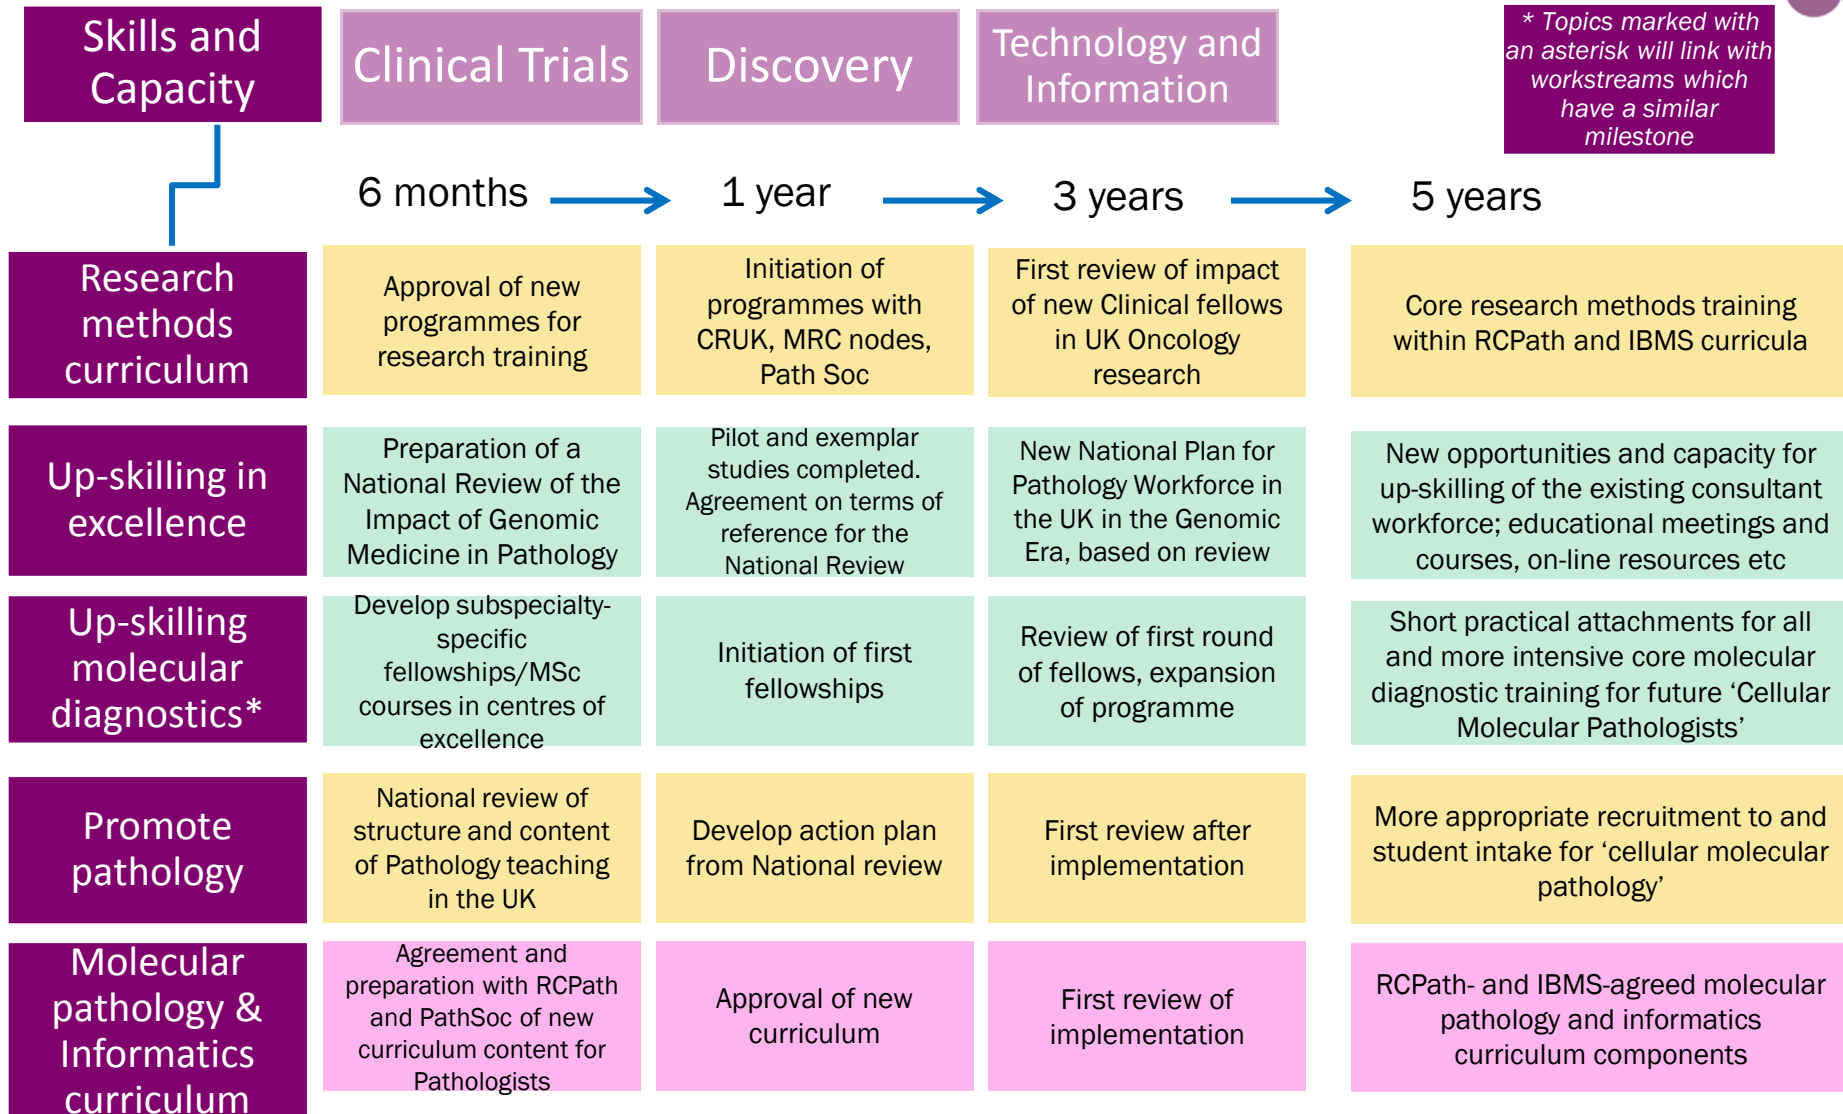 Skills and
Capacity
Clinical Trials
Discovery
Technology and
Information
* Topics marked with
an asterisk will link with
workstreams which
have a similar
milestone
6 months
1 year
3 years
5 years
Research
methods
curriculum
Approval of new
programmes for
research training
Initiation of
programmes with
CRUK, MRC nodes,
Path Soc
First review of impact
of new Clinical fellows
in UK Oncology
research
Core research methods training
within RCPath and IBMS curricula
Up-skilling in
excellence
Preparation of a
National Review of the
Impact of Genomic
Medicine in Pathology
Pilot and exemplar
studies completed.
Agreement on terms of
reference for the
National Review
New National Plan for
Pathology Workforce in
the UK in the Genomic
Era, based on review
New opportunities and capacity for
up-skilling of the existing consultant
workforce; educational meetings and
courses, on-line resources etc
Up-skilling
molecular
diagnostics*
Develop subspecialty-
specific
fellowships/MSc
courses in centres of
excellence
Initiation of first
fellowships
Review of first round
of fellows, expansion
of programme
Short practical attachments for all
and more intensive core molecular
diagnostic training for future ‘Cellular
Molecular Pathologists’
Promote
pathology
National review of
structure and content
of Pathology teaching
in the UK
Develop action plan
from National review
First review after
implementation
More appropriate recruitment to and
student intake for ‘cellular molecular
pathology’
Molecular
pathology &
Informatics
curriculum
Agreement and
preparation with RCPath
and PathSoc of new
curriculum content for
Pathologists
Approval of new
curriculum
First review of
implementation
RCPath- and IBMS-agreed molecular
pathology and informatics
curriculum components